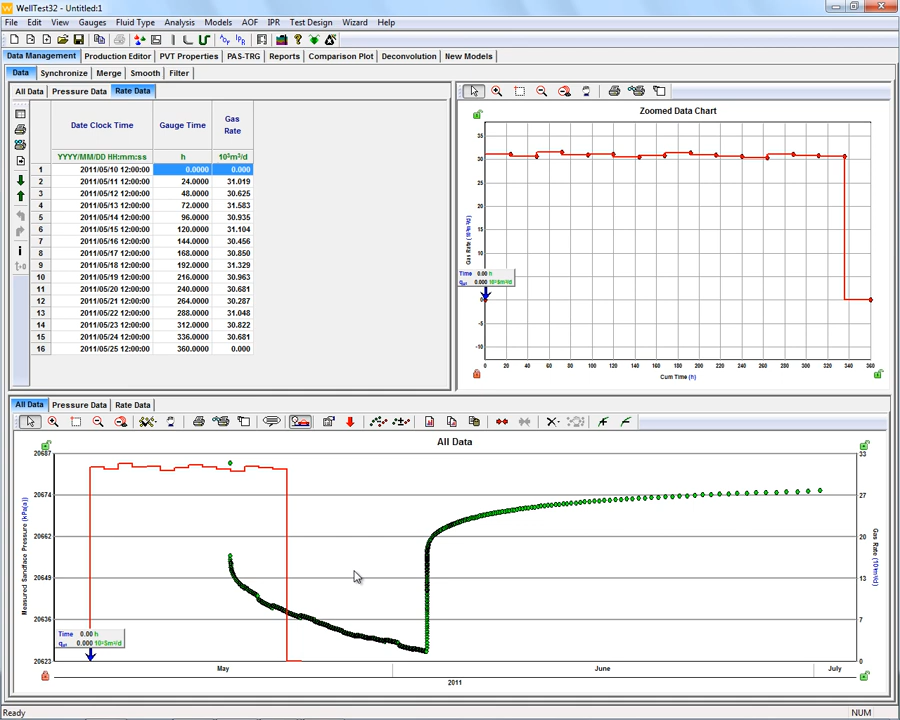 WellTest32 - Untitled:1
File Edit View Gauges Fluid Type Analysis Models AOF IPR Test Design Wizard Help
Data Management Production Editor PVT Properties PAS-TRG Reports Comparison Plot Deconvolution New Models
Data Synchronize Merge Smooth Filter
All Data Pressure Data Rate Data
Date Clock Time Gauge Time Gas Rate
YYYY/MM/DD HH:mm:ss h 10³m³/d
1 2011/05/10 12:00:00 0.0000 0.000
2 2011/05/11 12:00:00 24.0000 31.019
3 2011/05/12 12:00:00 48.0000 30.625
4 2011/05/13 12:00:00 72.0000 31.583
5 2011/05/14 12:00:00 96.0000 30.935
6 2011/05/15 12:00:00 120.0000 31.104
7 2011/05/16 12:00:00 144.0000 30.456
8 2011/05/17 12:00:00 168.0000 30.850
9 2011/05/18 12:00:00 192.0000 31.329
10 2011/05/19 12:00:00 216.0000 30.963
11 2011/05/20 12:00:00 240.0000 30.681
12 2011/05/21 12:00:00 264.0000 30.287
13 2011/05/22 12:00:00 288.0000 31.048
14 2011/05/23 12:00:00 312.0000 30.822
15 2011/05/24 12:00:00 336.0000 30.681
16 2011/05/25 12:00:00 360.0000 0.000
Zoomed Data Chart
35
30
25
20
15
10
5
0
-5
-10
Gas Rate (10³m³/d)
Time 0.00 h
0.000
0 20 40 60 80 100 120 140 160 180 200 220 240 260 280 300 320 340 360
Cum Time (h)
All Data Pressure Data Rate Data
All Data
20687
20674
20662
20649
20636
20623
Measured Sandface Pressure (kPa(a))
33
27
20
13
7
0
Gas Rate (10³m³/d)
Time 0.00 h
0.000
May June July
2011
Ready NUM